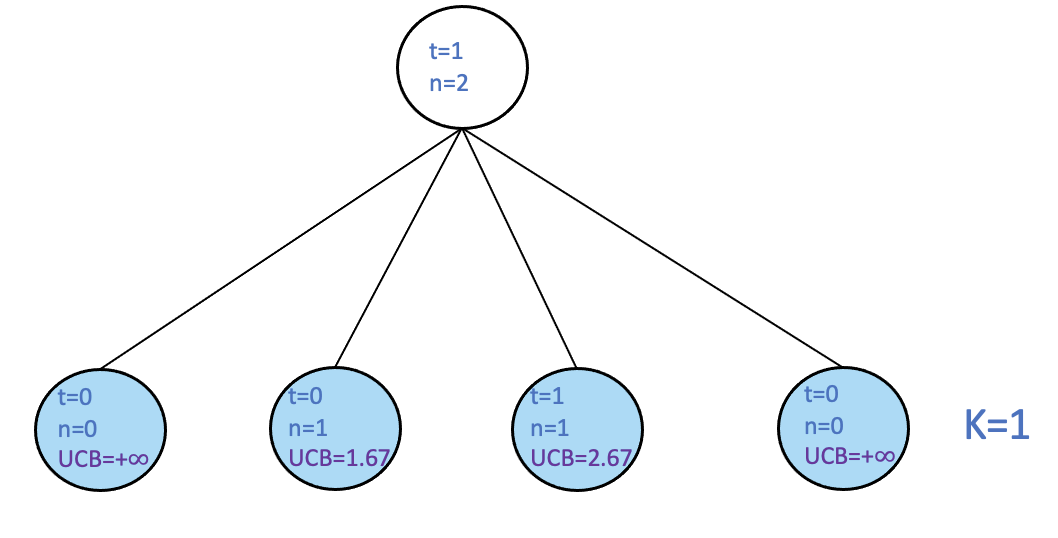 t=1
n=2
t=0
n=0
UCB=+∞
t=0
n=1
UCB=1.67
t=1
n=1
UCB=2.67
t=0
n=0
UCB=+∞
K=1